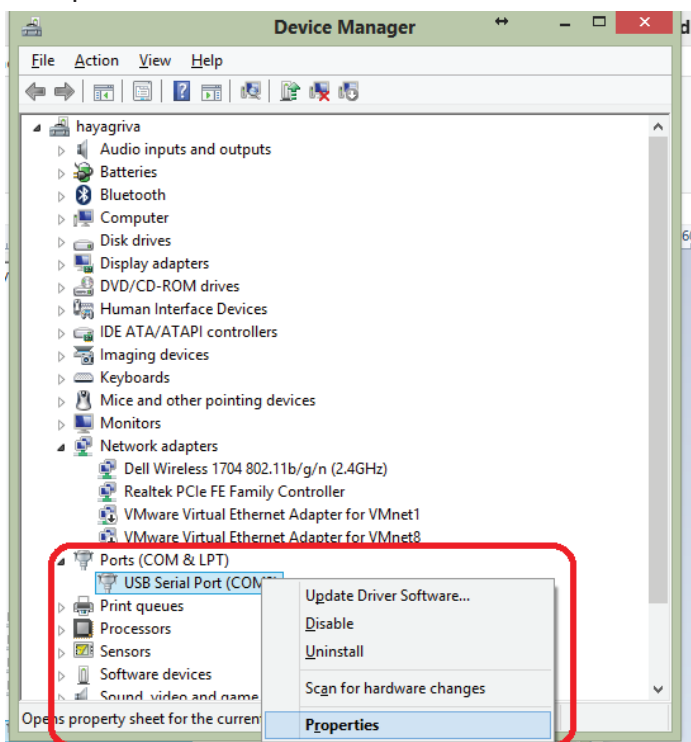 Device Manager
File Action View Help
hayagriva
Audio inputs and outputs
Batteries
Bluetooth
Computer
Disk drives
Display adapters
DVD/CD-ROM drives
Human Interface Devices
IDE ATA/ATAPI controllers
Imaging devices
Keyboards
Mice and other pointing devices
Monitors
Network adapters
Dell Wireless 1704 802.11b/g/n (2.4GHz)
Realtek PCIe FE Family Controller
VMware Virtual Ethernet Adapter for VMnet1
VMware Virtual Ethernet Adapter for VMnet8
Ports (COM & LPT)
USB Serial Port
Print queues
Processors
Sensors
Software devices
Sound, video and game
Opens property sheet for the current
Update Driver Software...
Disable
Uninstall
Scan for hardware changes
Properties